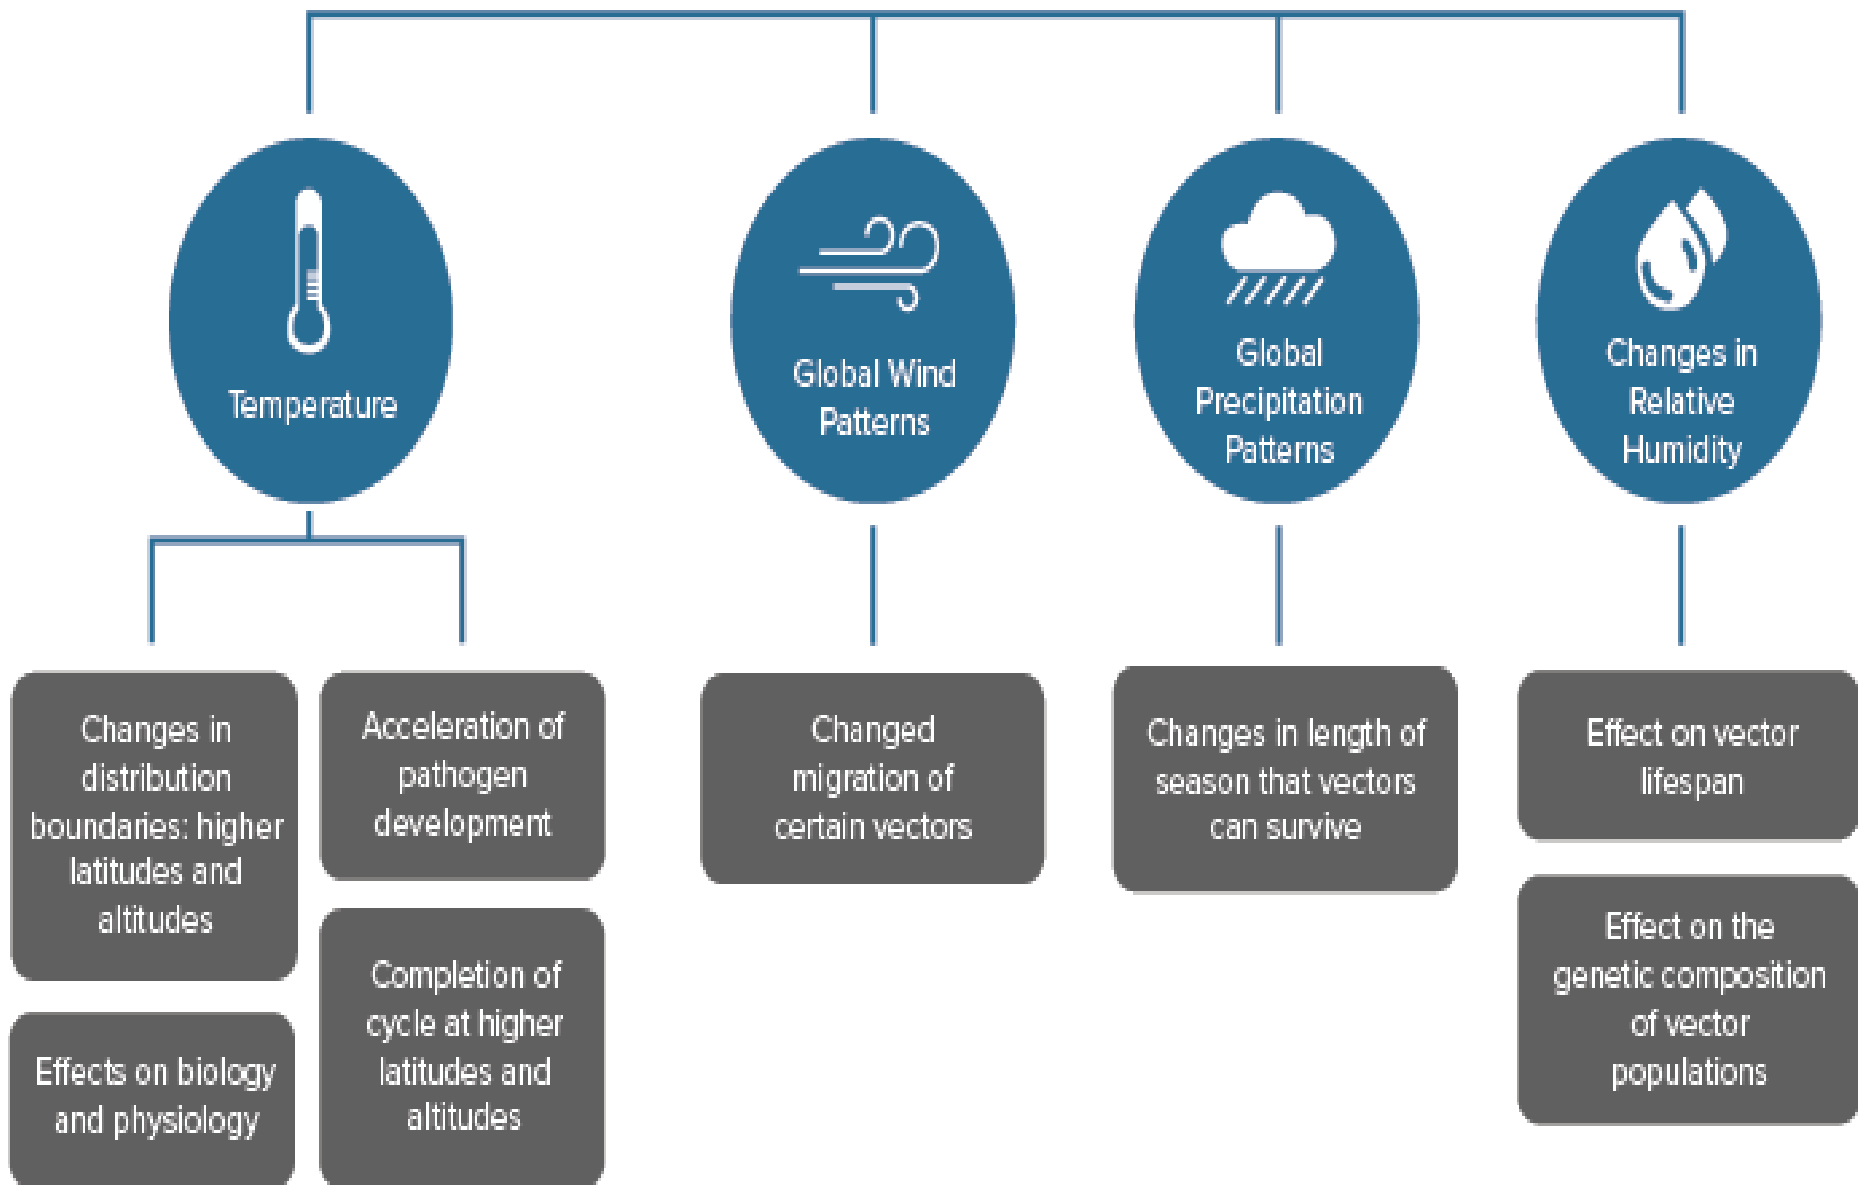 Temperature
Global Wind
Patterns
Global
Precipitation
Patterns
Changes in
Relative
Humidity
Changes in
distribution
boundaries: higher
latitudes and
altitudes
Effects on biology
and physiology
Acceleration of
pathogen
development
Completion of
cycle at higher
latitudes and
altitudes
Changed
migration of
certain vectors
Changes in length of
season that vectors
can survive
Effect on vector
lifespan
Effect on the
genetic composition
of vector
populations